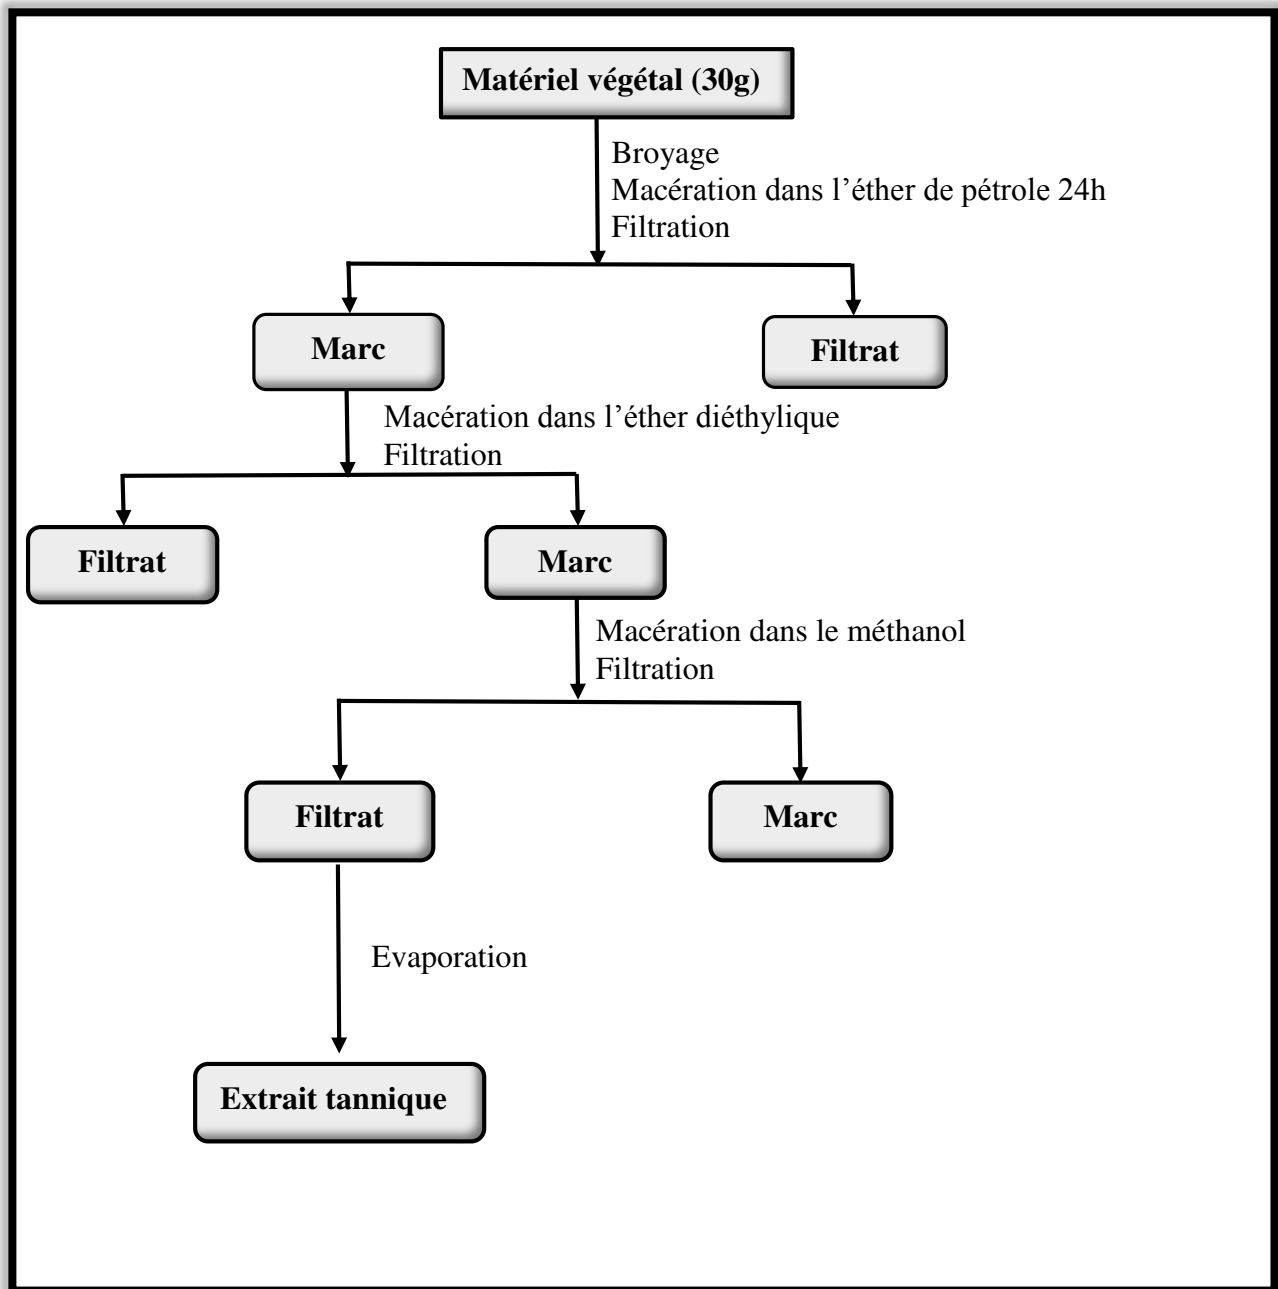 Matériel végétal (30g)
Broyage
Macération dans l’éther de pétrole 24h
Filtration
Marc
Filtrat
Macération dans l’éther diéthylique
Filtration
Filtrat
Marc
Macération dans le méthanol
Filtration
Filtrat
Marc
Evaporation
Extrait tannique